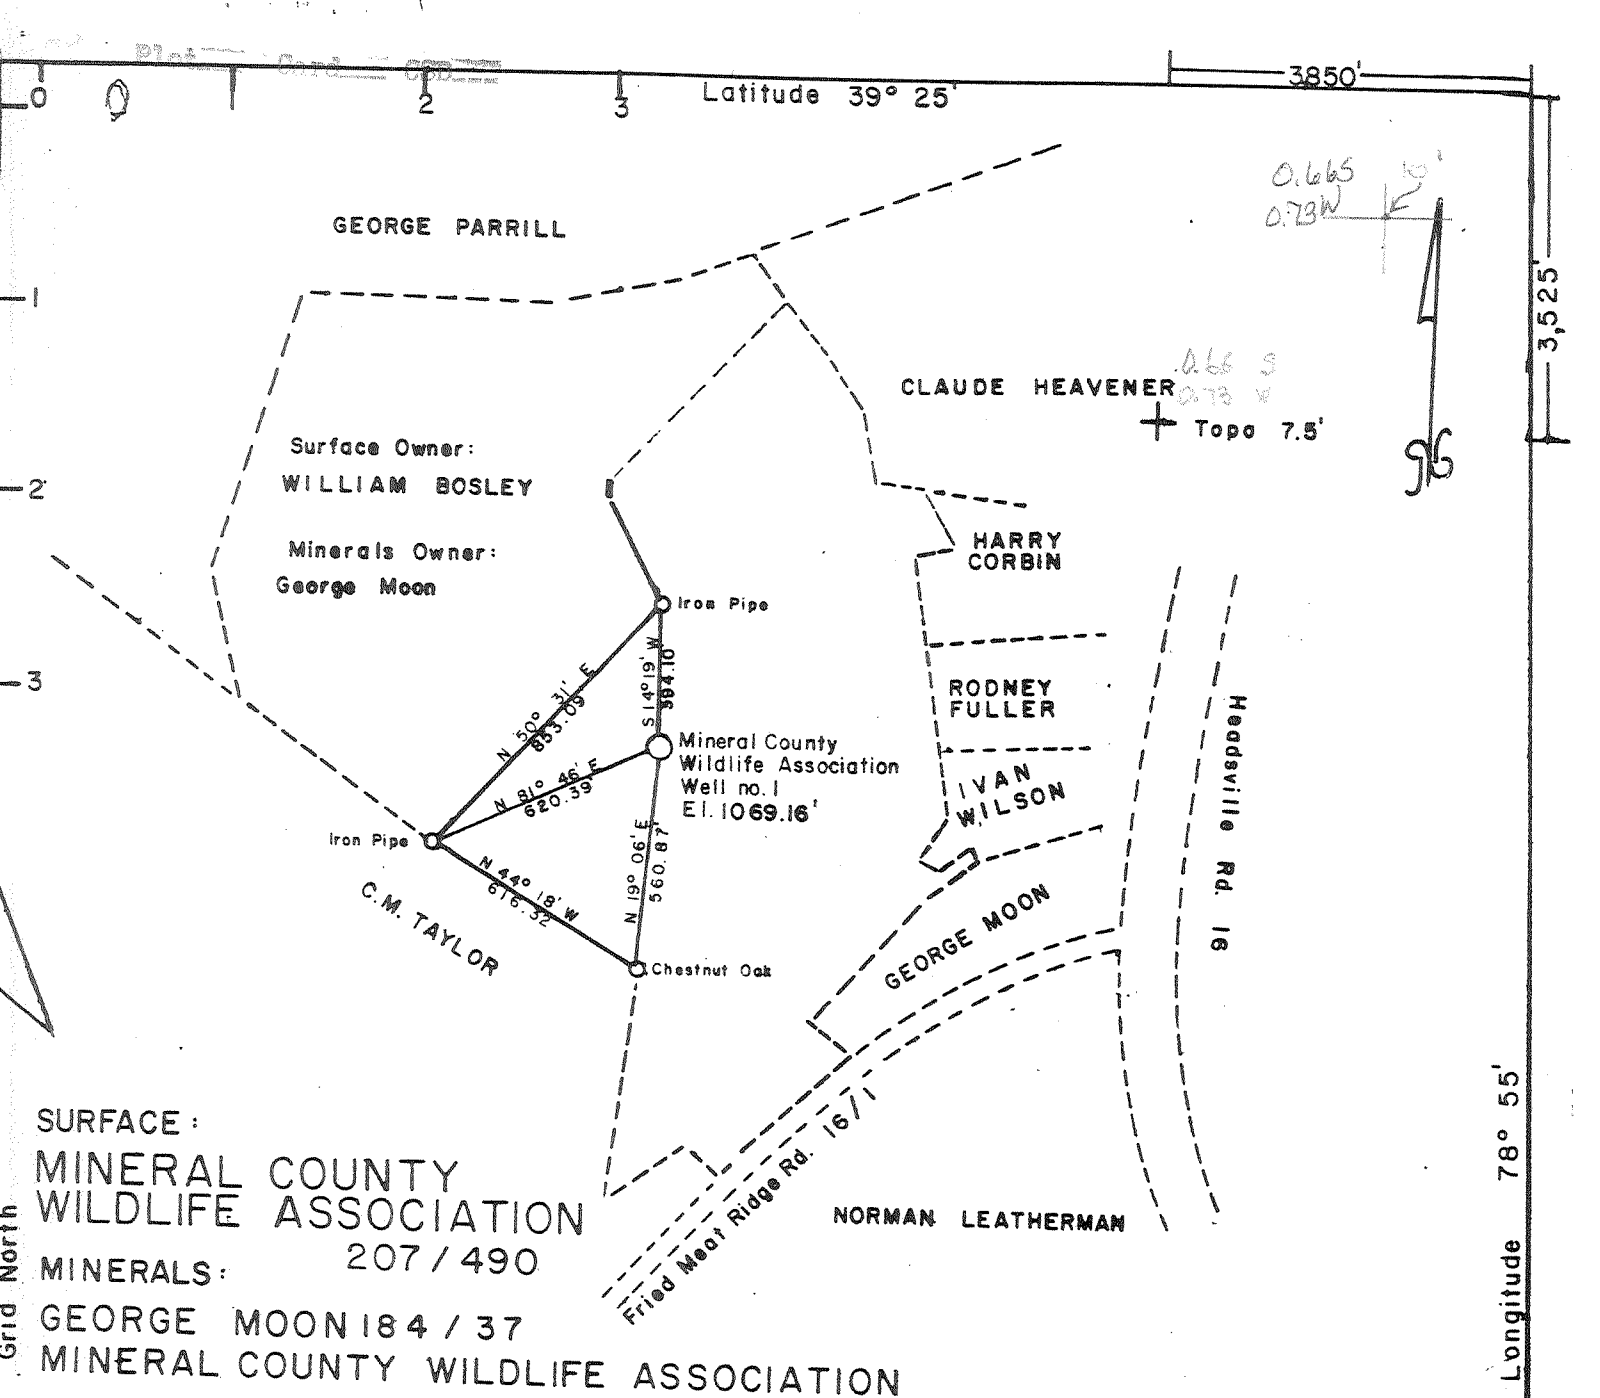 Plat Card
0
2
3
Latitude 39° 25'
3850'
0.66S 10'
0.73W
GEORGE PARRILL
1
3,525'
0.66 S
0.73 W
CLAUDE HEAVENER
Topo 7.5'
96
Surface Owner:
WILLIAM BOSLEY
2
Minerals Owner:
George Moon
HARRY
CORBIN
Iron Pipe
3
S 14° 19' W
394.10'
N 50° 31' E
853.09'
RODNEY
FULLER
Headsville Rd. 16
Mineral County
Wildlife Association
Well no. 1
El. 1069.16'
N 81° 46' E
620.39'
IVAN
WILSON
Iron Pipe
N 19° 06' E
560.87'
N 44° 18' W
616.32
C.M. TAYLOR
GEORGE MOON
Chestnut Oak
Fried Meat Ridge Rd. 16/1
NORMAN LEATHERMAN
Longitude 78° 55'
SURFACE:
MINERAL COUNTY
WILDLIFE ASSOCIATION
207/490
Grid North
MINERALS:
GEORGE MOON 184 / 37
MINERAL COUNTY WILDLIFE ASSOCIATION